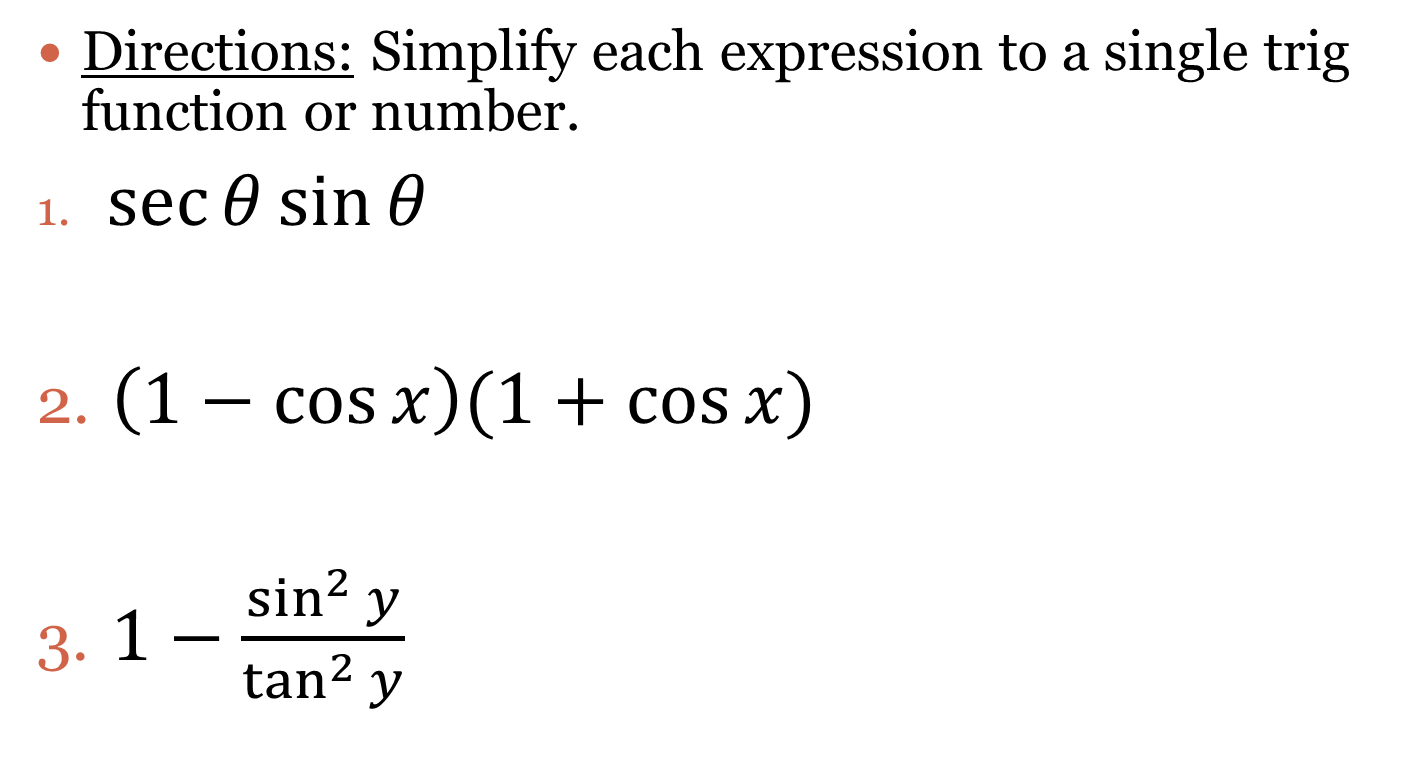 • Directions: Simplify each expression to a single trig
function or number.
1. sec θ sin θ
2. (1 − cos x)(1 + cos x)
3. 1 − sin² y / tan² y